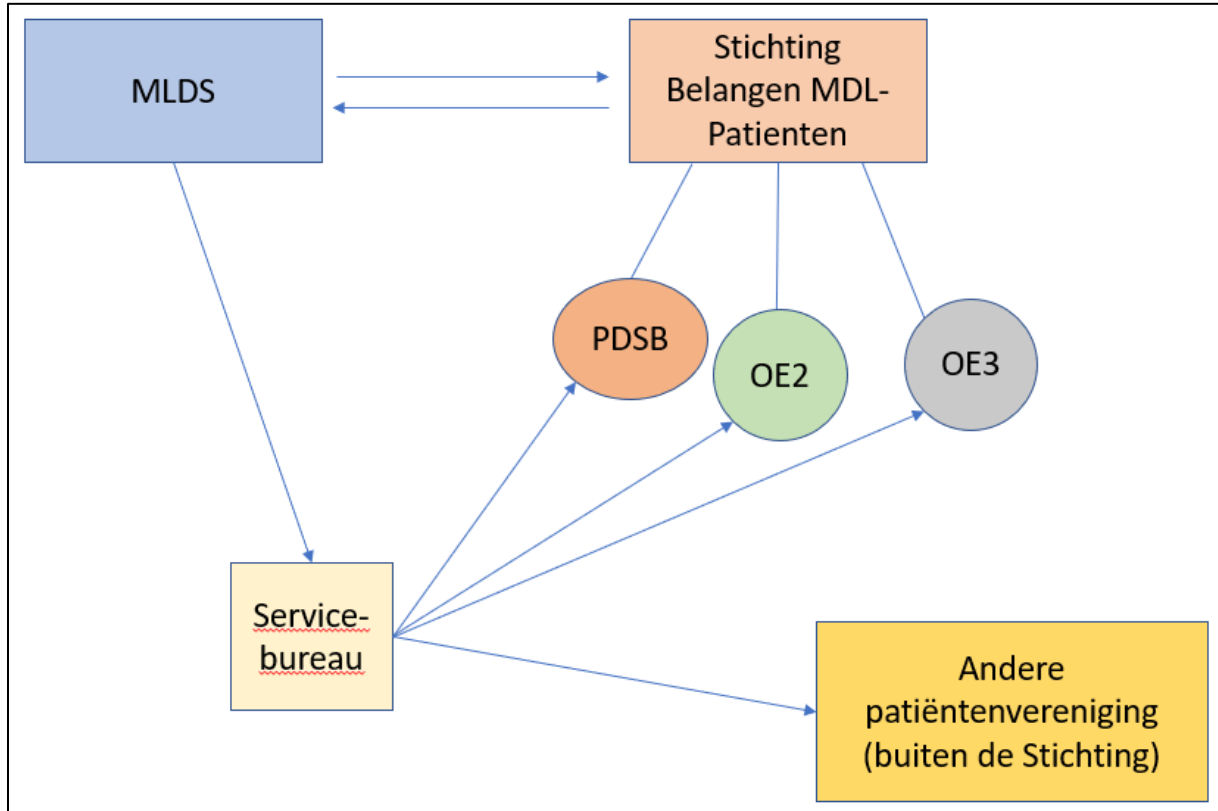 MLDS
Stichting
Belangen MDL-
Patienten
PDSB
OE2
OE3
Service-
bureau
Andere
patiëntenvereniging
(buiten de Stichting)